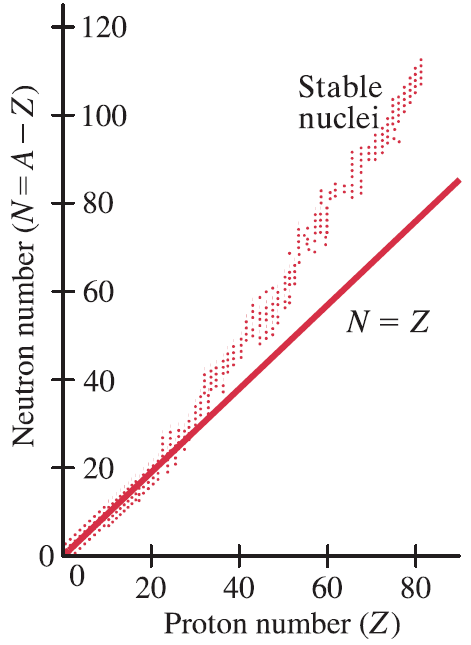 120
Stable
nuclei
100
80
60
N = Z
40
20
0
0
20
40
60
80
Neutron number (N = A − Z)
Proton number (Z)